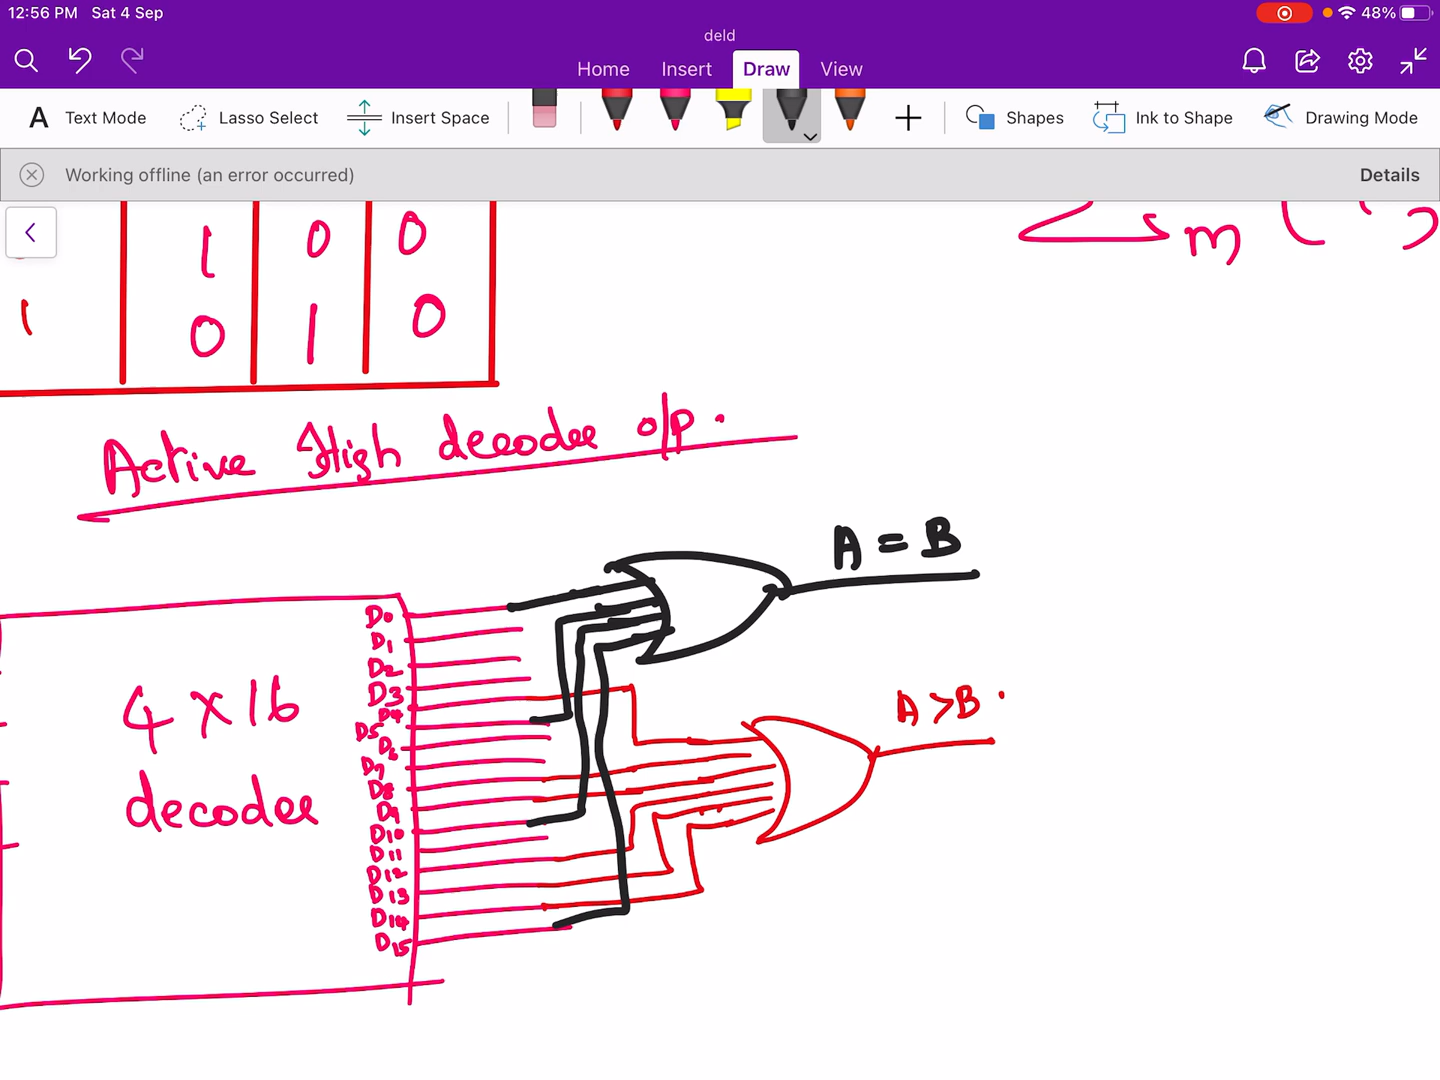 12:56 PM Sat 4 Sep 48%
deld
Home Insert Draw View
A Text Mode Lasso Select Insert Space Shapes Ink to Shape Drawing Mode
Working offline (an error occurred) Details
1 0 0
1 0 1 0
Σm ( )
Active High decoder o/p.
A = B
D0
D1
D2
D3
D4
D5
D6
D7
D8
D9
D10
D11
D12
D13
D14
D15
4 X 16
decoder
A > B